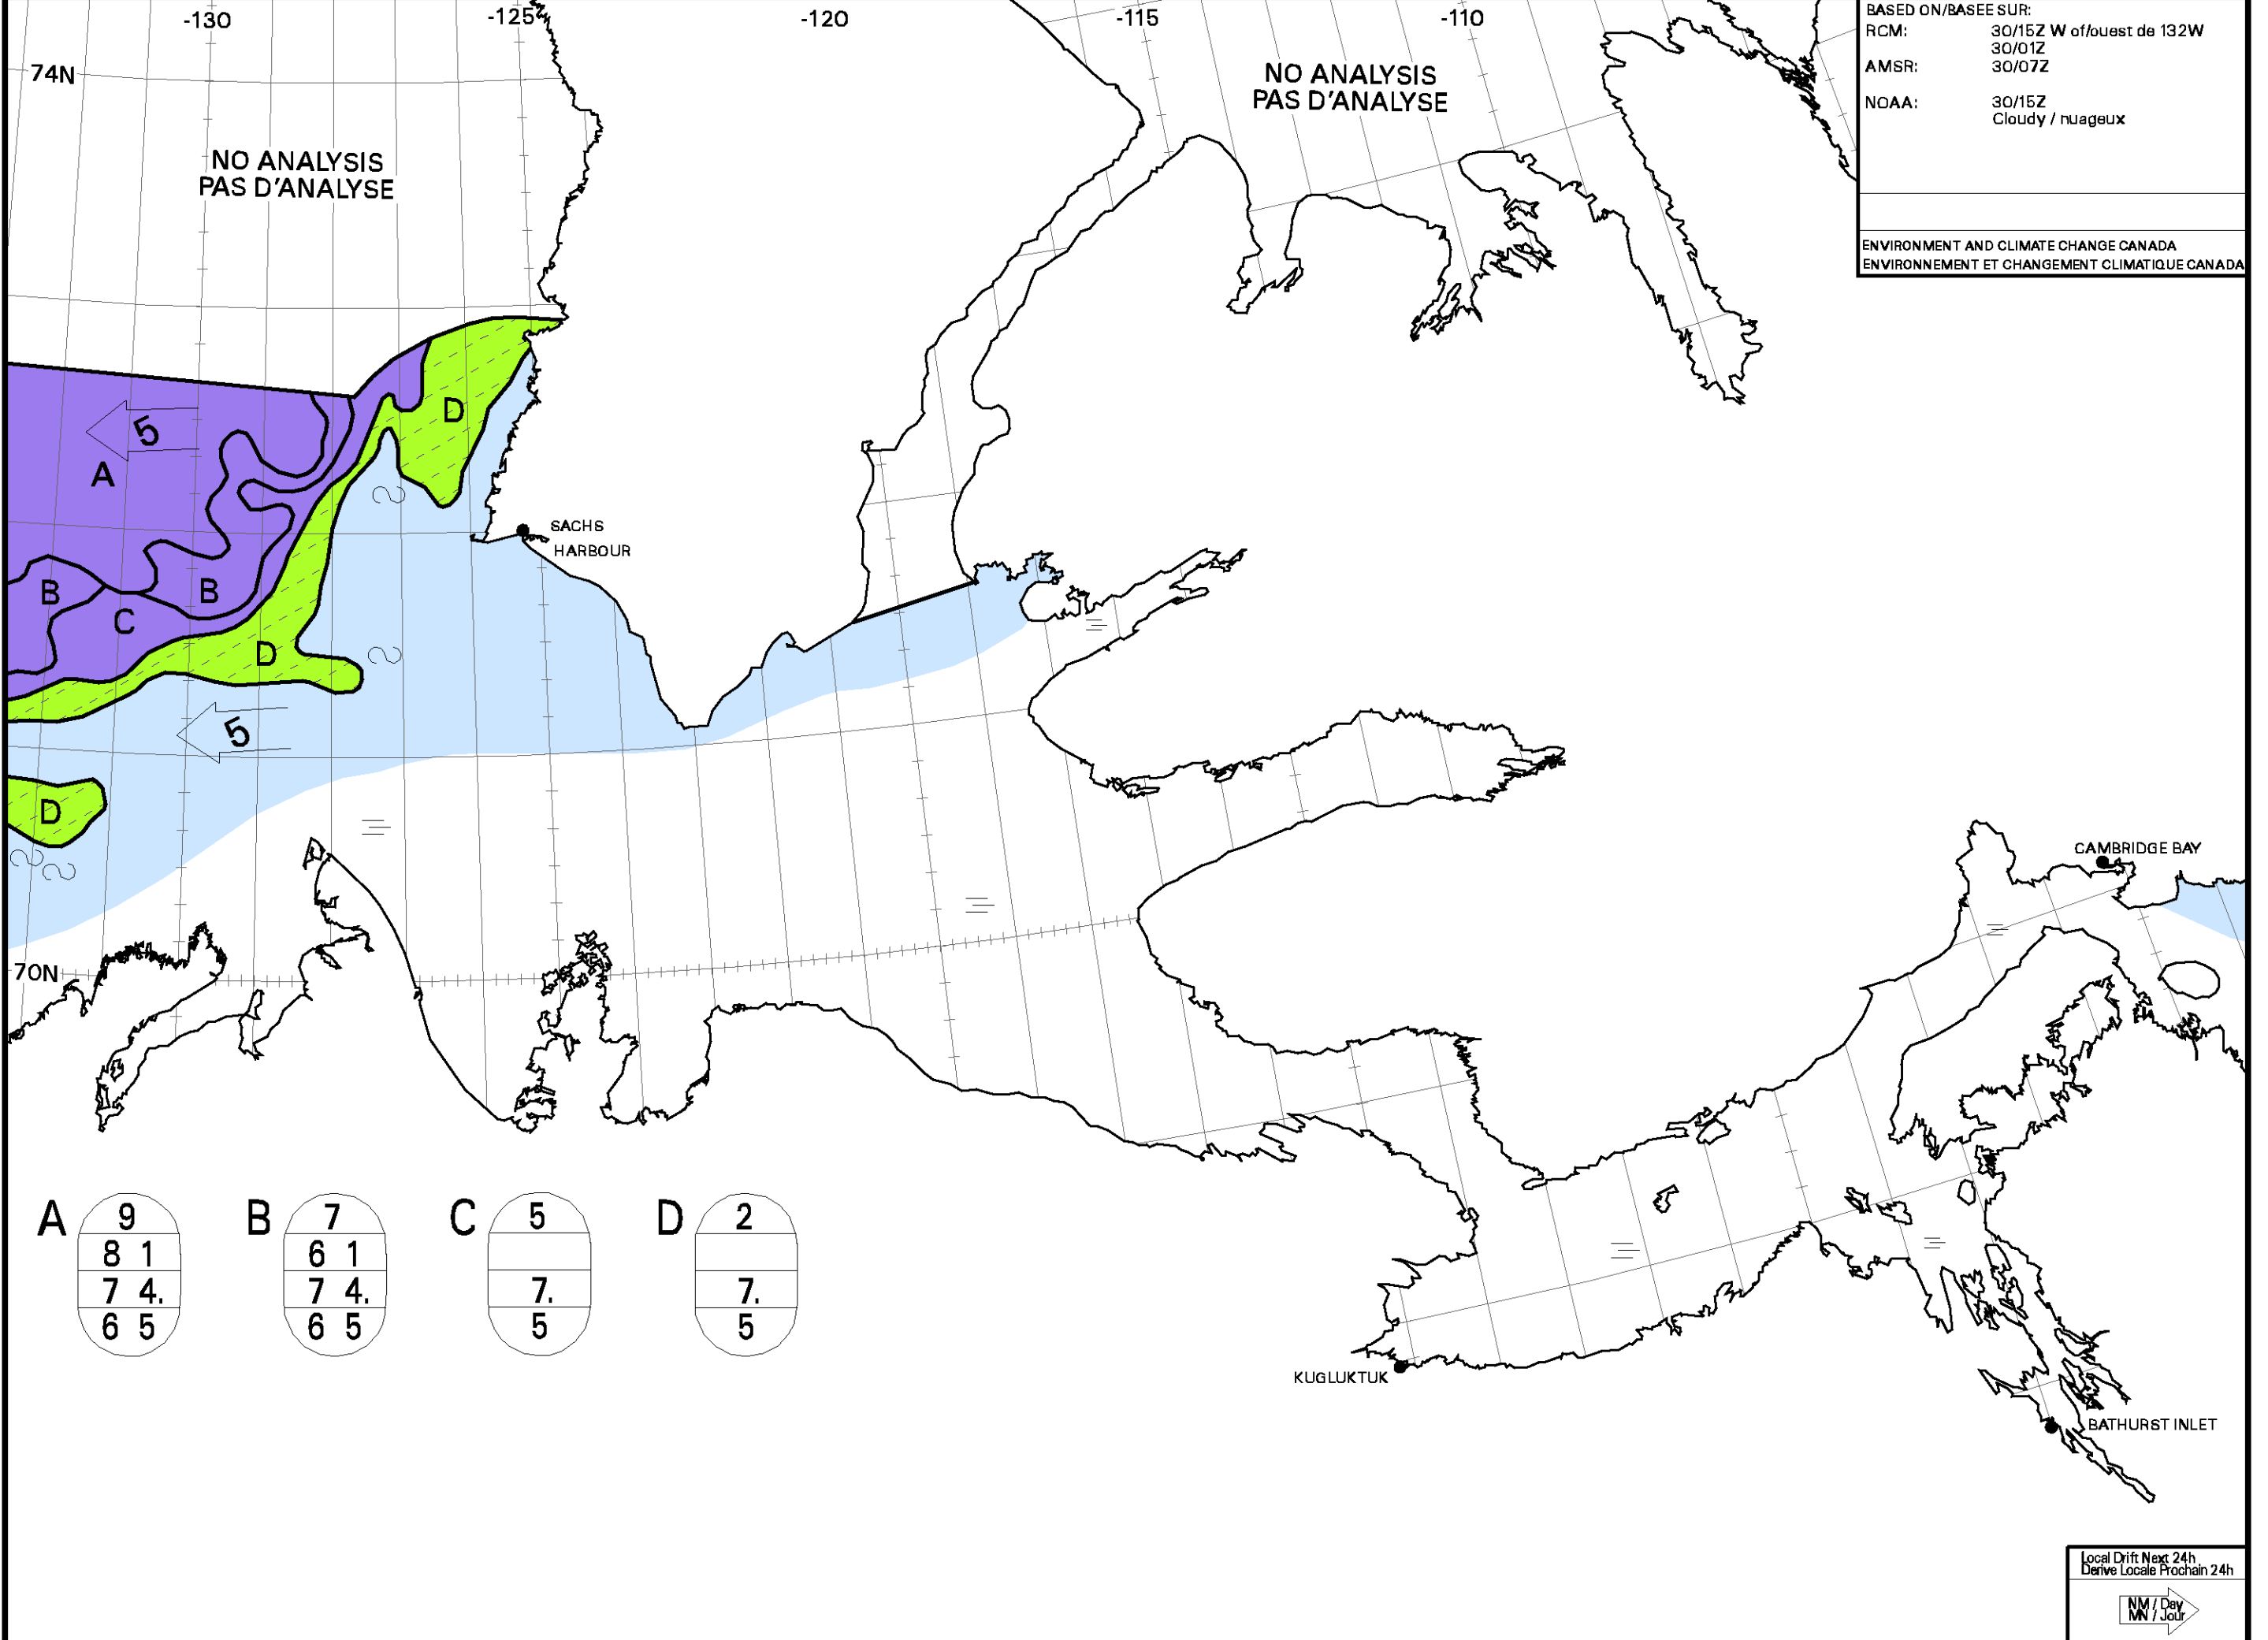 -130
-125
-120
-115
-110
74N
NO ANALYSIS
PAS D'ANALYSE
NO ANALYSIS
PAS D'ANALYSE
BASED ON/BASEE SUR:
RCM: 30/15Z W of/ouest de 132W
30/01Z
AMSR: 30/07Z
NOAA: 30/15Z
Cloudy / nuageux
ENVIRONMENT AND CLIMATE CHANGE CANADA
ENVIRONNEMENT ET CHANGEMENT CLIMATIQUE CANADA
D
5
A
SACHS
HARBOUR
B
B
C
D
5
D
CAMBRIDGE BAY
70N
A
9
8 1
7 4.
6 5
B
7
6 1
7 4.
6 5
C
5
7.
5
D
2
7.
5
KUGLUKTUK
BATHURST INLET
Local Drift Next 24h
Derive Locale Prochain 24h
NM / Day
MN / Jour